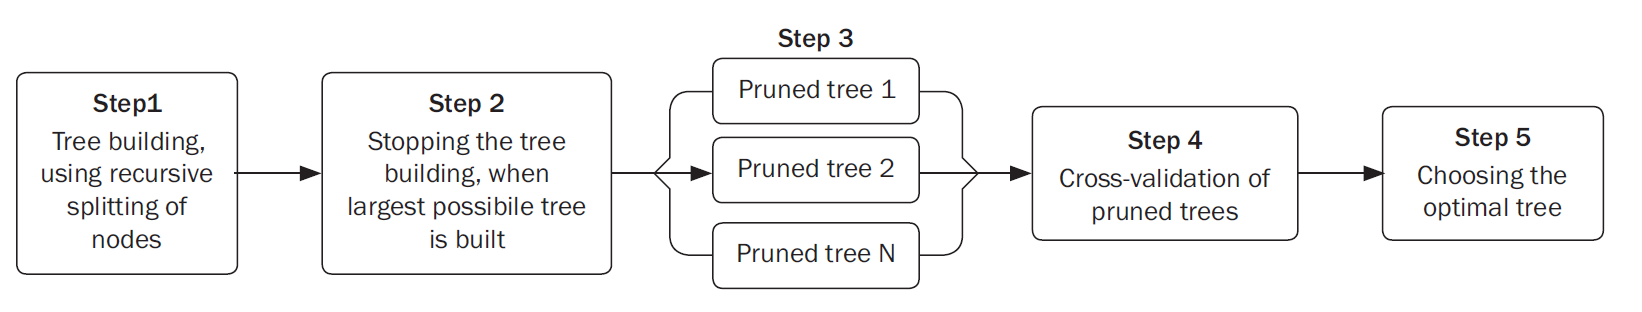 Step1
Tree building,
using recursive
splitting of
nodes
Step 2
Stopping the tree
building, when
largest possibile tree
is built
Step 3
Pruned tree 1
Pruned tree 2
Pruned tree N
Step 4
Cross-validation of
pruned trees
Step 5
Choosing the
optimal tree